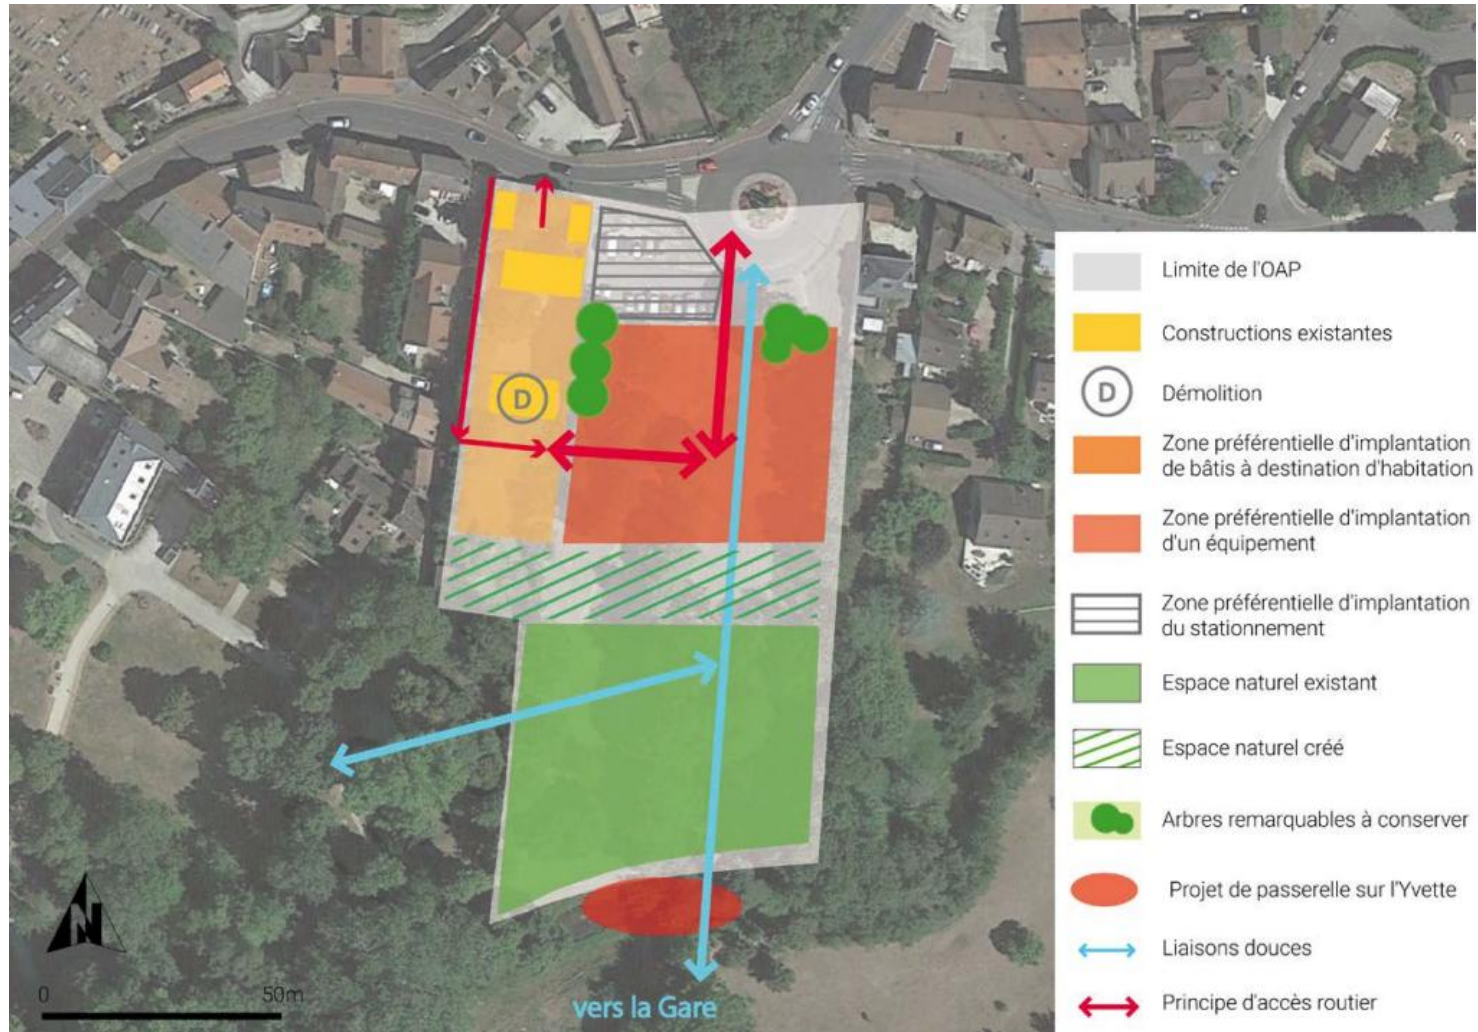 Limite de l'OAP
Constructions existantes
D
Démolition
D
Zone préférentielle d'implantation
de bâtis à destination d'habitation
Zone préférentielle d'implantation
d'un équipement
Zone préférentielle d'implantation
du stationnement
Espace naturel existant
Espace naturel créé
Arbres remarquables à conserver
Projet de passerelle sur l'Yvette
Liaisons douces
Principe d'accès routier
N
0 50m
vers la Gare